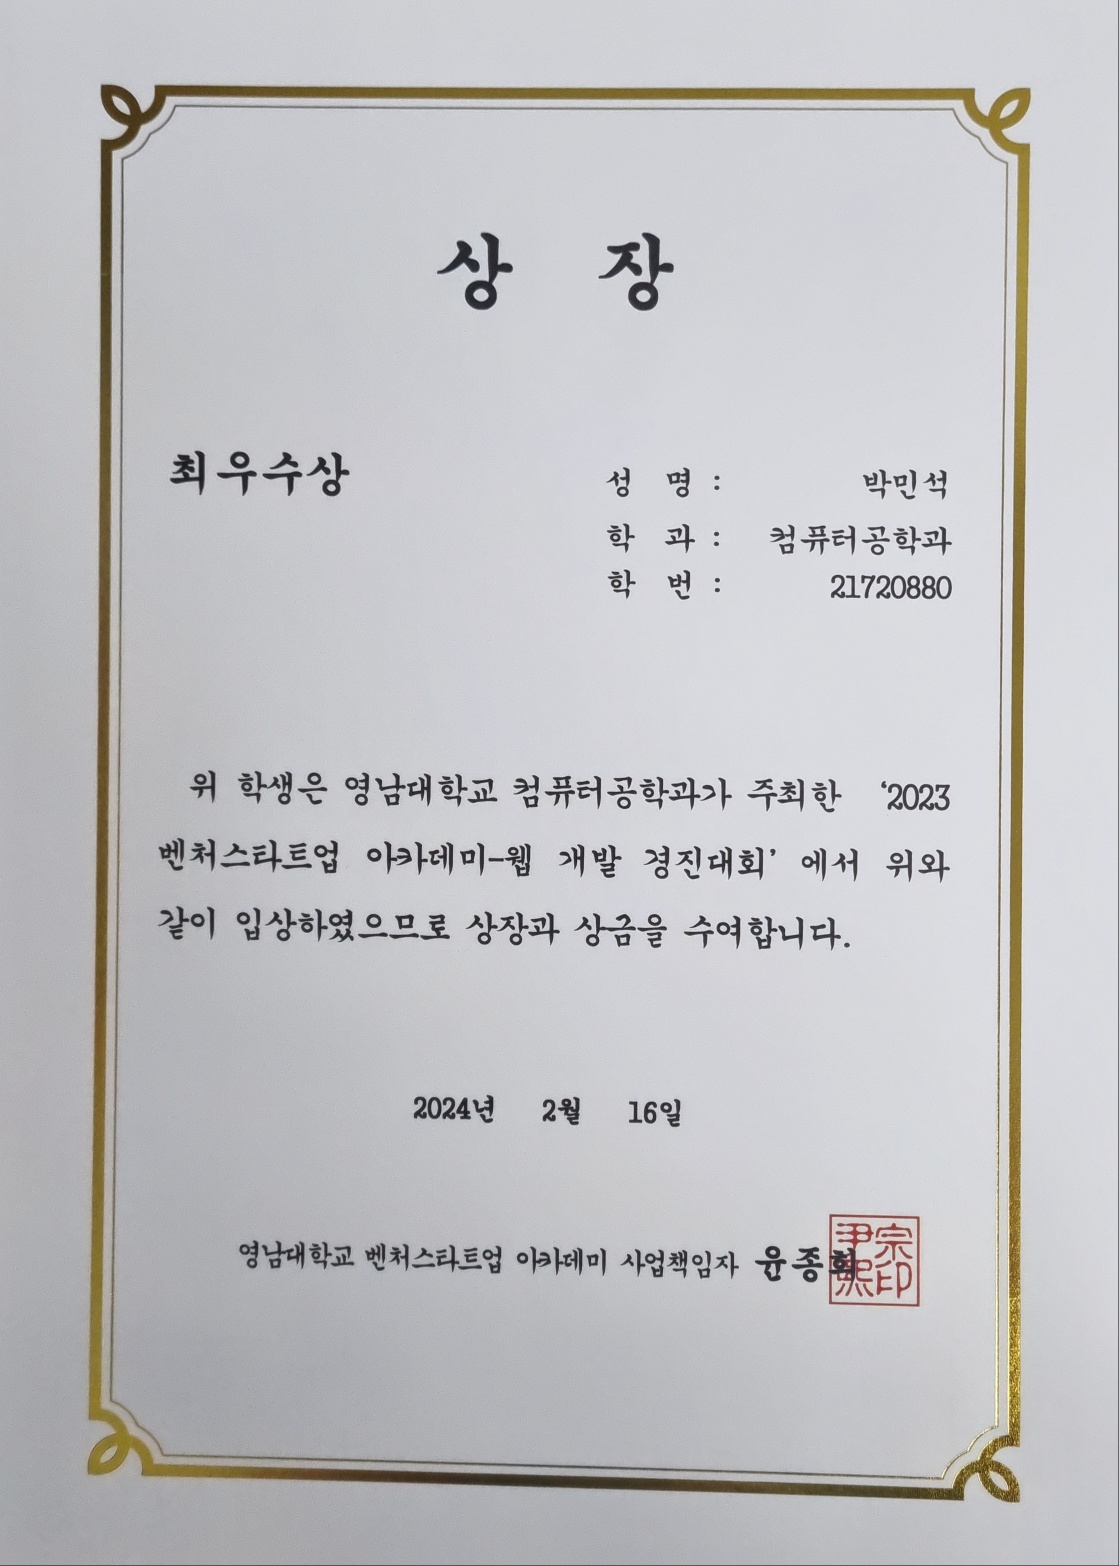 상 장
최우수상
성 명 : 박민석
학 과 : 컴퓨터공학과
학 번 : 21720880
위 학생은 영남대학교 컴퓨터공학과가 주최한 ‘2023
벤처스타트업 아카데미-웹 개발 경진대회’ 에서 위와
같이 입상하였으므로 상장과 상금을 수여합니다.
2024년 2월 16일
영남대학교 벤처스타트업 아카데미 사업책임자 윤종희
尹宗熙印